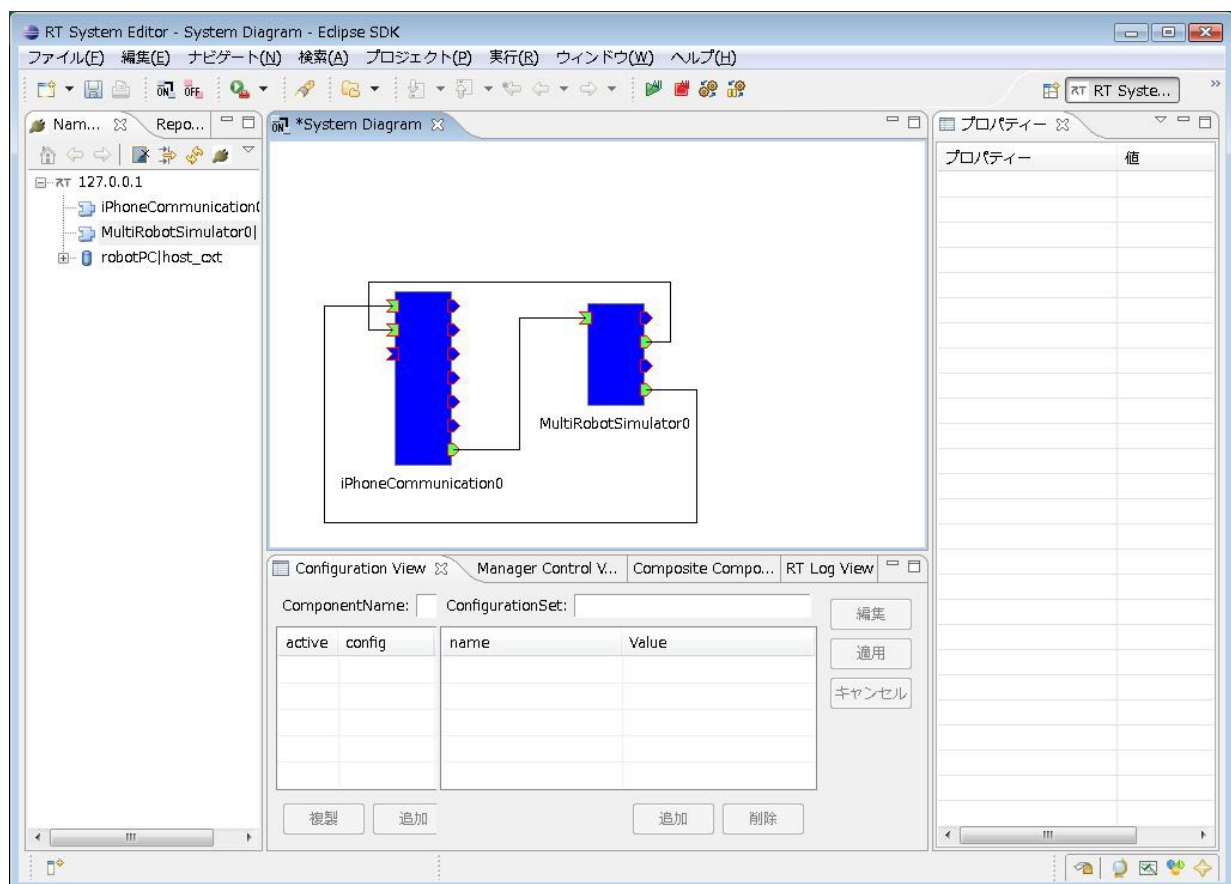 RT System Editor - System Diagram - Eclipse SDK
ファイル(F) 編集(E) ナビゲート(N) 検索(A) プロジェクト(P) 実行(R) ウィンドウ(W) ヘルプ(H)
ON OFF
RT RT Syste...
Nam... Repo...
RT 127.0.0.1
iPhoneCommunication0
MultiRobotSimulator0|
robotPC|host_cxt
ON *System Diagram
iPhoneCommunication0
MultiRobotSimulator0
Configuration View Manager Control V... Composite Compo... RT Log View
ComponentName: ConfigurationSet:
active config name Value
編集
適用
キャンセル
複製 追加 追加 削除
プロパティー
プロパティー 値